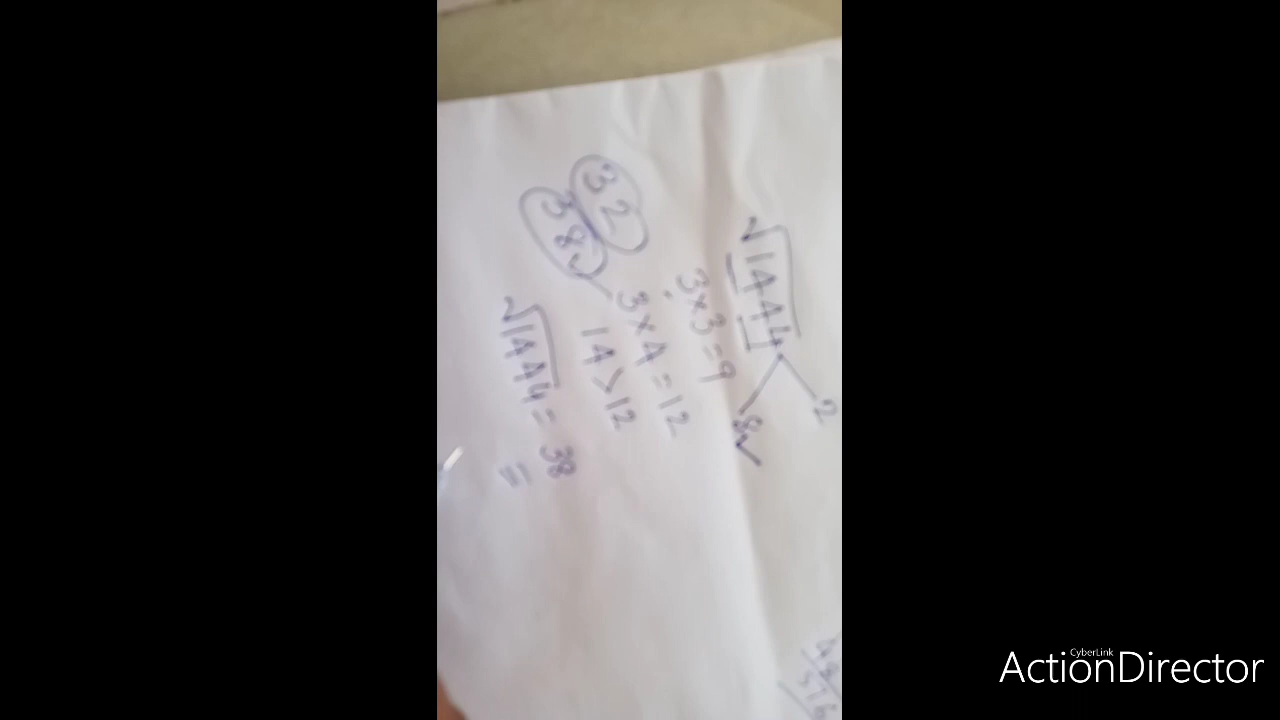 √1444
2
8✓
3×3=9
3×4=12
14>12
32
38✓
√1444 = 38
CyberLink
ActionDirector